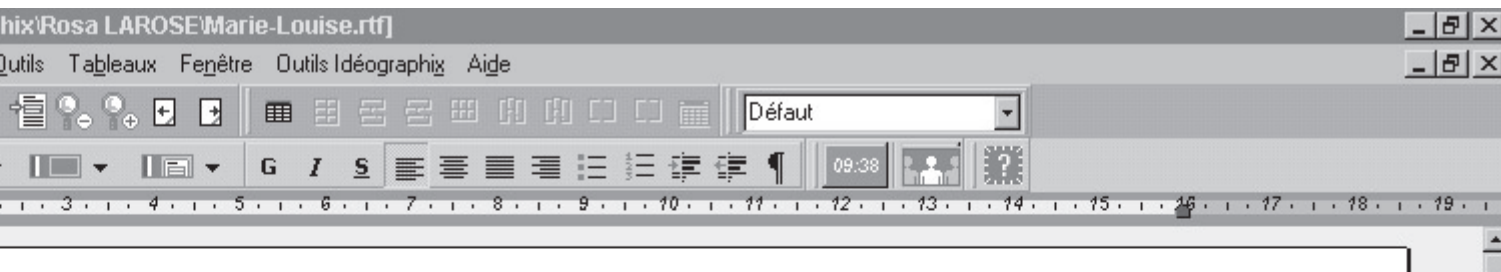 hix\Rosa LAROSE\Marie-Louise.rtf]
Outils Tableaux Fenêtre Outils Idéographix Aide
Défaut
G I S 09:38
3 4 5 6 7 8 9 10 11 12 13 14 15 16 17 18 19